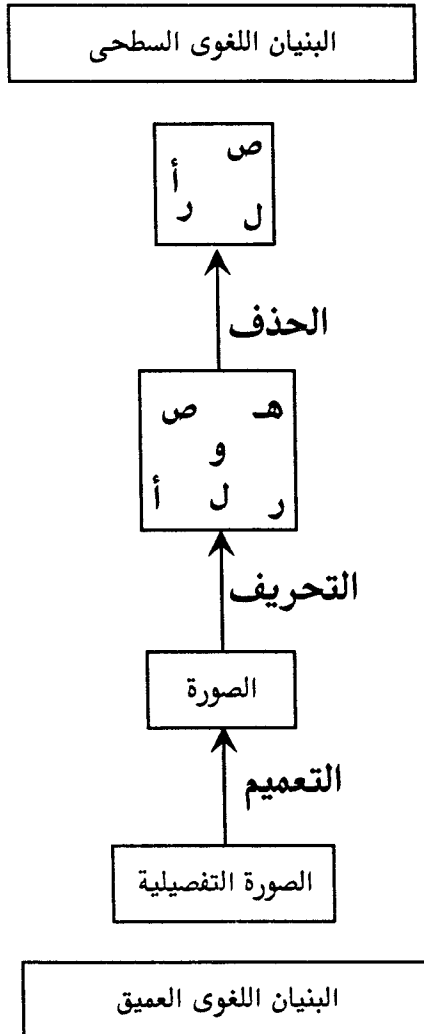 البنيان اللغوى السطحى
ص
أ
ر ل
الحذف
هـ ص
و
ر ل أ
التحريف
الصورة
التعميم
الصورة التفصيلية
البنيان اللغوى العميق